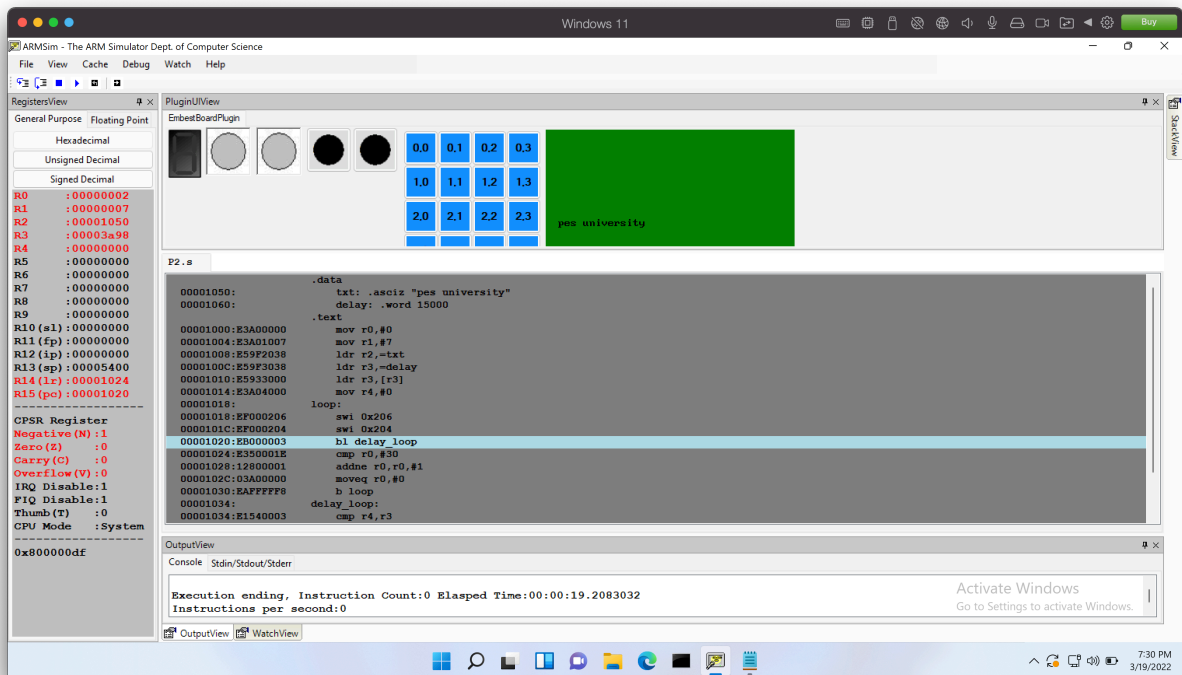 Windows 11
Buy
ARMSim - The ARM Simulator Dept. of Computer Science
File View Cache Debug Watch Help
RegistersView
General Purpose Floating Point
Hexadecimal
Unsigned Decimal
Signed Decimal
R0 :00000002
R1 :00000007
R2 :00001050
R3 :00003a98
R4 :00000000
R5 :00000000
R6 :00000000
R7 :00000000
R8 :00000000
R9 :00000000
R10(sl):00000000
R11(fp):00000000
R12(ip):00000000
R13(sp):00005400
R14(lr):00001024
R15(pc):00001020
CPSR Register
Negative(N):1
Zero(Z) :0
Carry(C) :0
Overflow(V):0
IRQ Disable:1
FIQ Disable:1
Thumb(T) :0
CPU Mode :System
0x800000df
PluginUIView
EmbestBoardPlugin
0,0 0,1 0,2 0,3
1,0 1,1 1,2 1,3
2,0 2,1 2,2 2,3
pes university
StackView
P2.s
.data
00001050: txt: .asciz "pes university"
00001060: delay: .word 15000
.text
00001000:E3A00000 mov r0,#0
00001004:E3A01007 mov r1,#7
00001008:E59F2038 ldr r2,=txt
0000100C:E59F3038 ldr r3,=delay
00001010:E5933000 ldr r3,[r3]
00001014:E3A04000 mov r4,#0
00001018: loop:
00001018:EF000206 swi 0x206
0000101C:EF000204 swi 0x204
00001020:EB000003 bl delay_loop
00001024:E350001E cmp r0,#30
00001028:12800001 addne r0,r0,#1
0000102C:03A00000 moveq r0,#0
00001030:EAFFFFF8 b loop
00001034: delay_loop:
00001034:E1540003 cmp r4,r3
OutputView
Console Stdin/Stdout/Stderr
Execution ending, Instruction Count:0 Elasped Time:00:00:19.2083032
Instructions per second:0
Activate Windows
Go to Settings to activate Windows.
OutputView WatchView
7:30 PM
3/19/2022